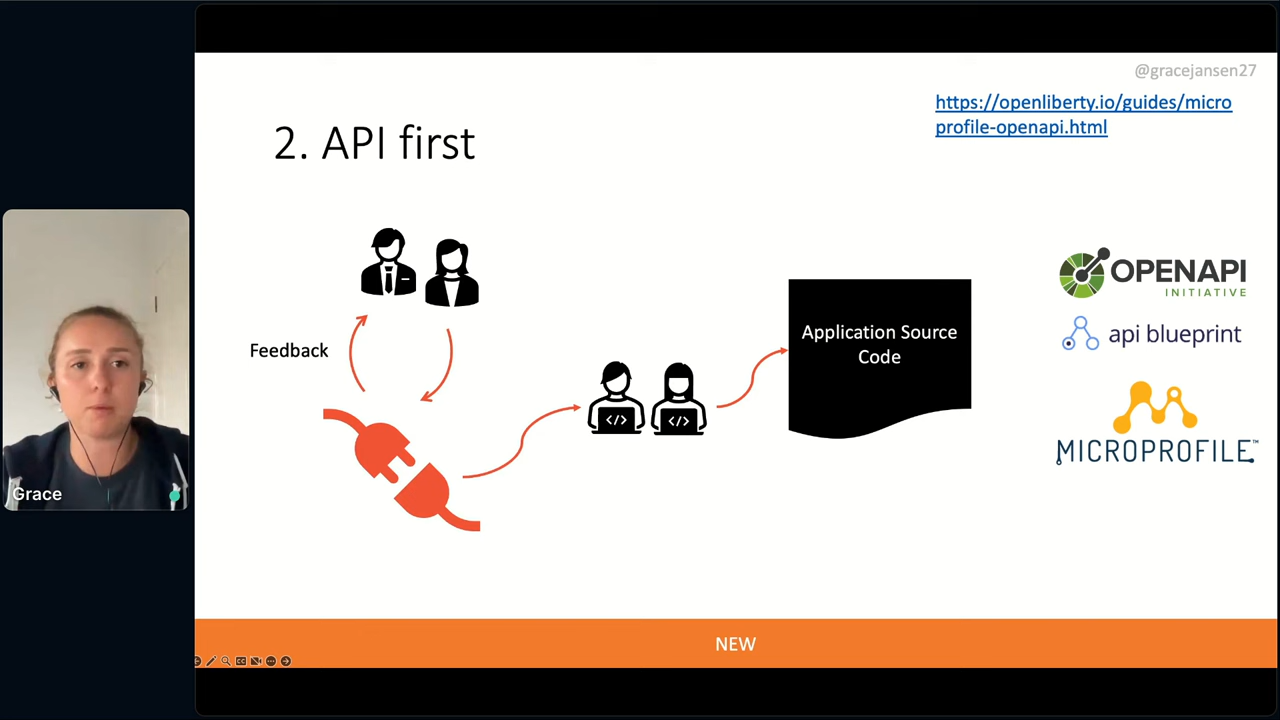 @gracejansen27
https://openliberty.io/guides/micro
profile-openapi.html
2. API first
Feedback
Application Source
Code
</>
</>
OPENAPI
INITIATIVE
api blueprint
MICROPROFILE™
Grace
NEW